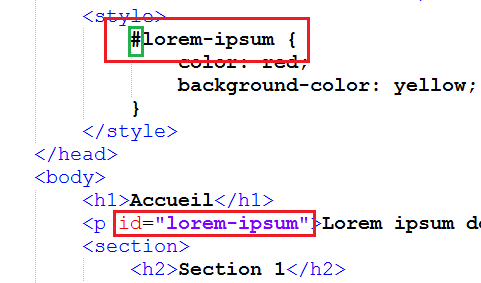 <style>
#lorem-ipsum {
color: red;
background-color: yellow;
}
</style>
</head>
<body>
<h1>Accueil</h1>
<p id="lorem-ipsum">Lorem ipsum
<section>
<h2>Section 1</h2>